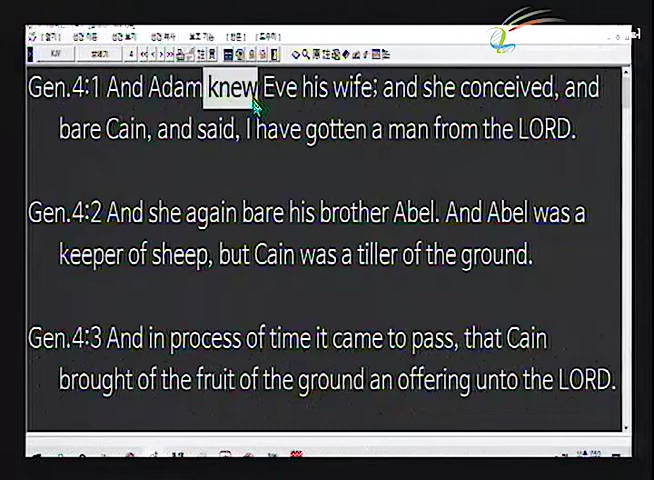 KJV
Gen.4:1 And Adam knew Eve his wife; and she conceived, and
bare Cain, and said, I have gotten a man from the LORD.
Gen.4:2 And she again bare his brother Abel. And Abel was a
keeper of sheep, but Cain was a tiller of the ground.
Gen.4:3 And in process of time it came to pass, that Cain
brought of the fruit of the ground an offering unto the LORD.